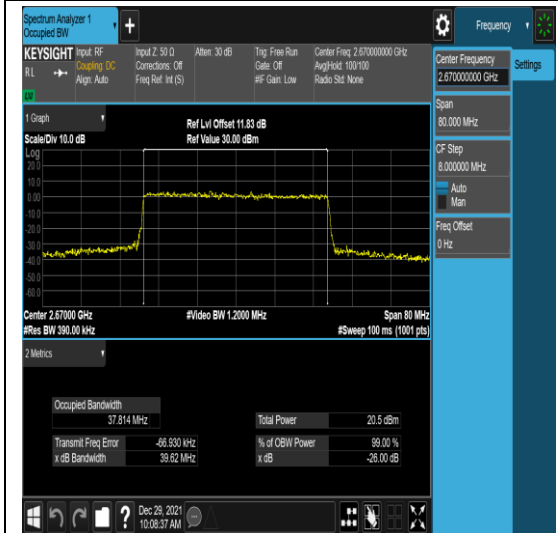 Spectrum Analyzer 1
Occupied BW
Frequency
KEYSIGHT
R L
Input: RF
Coupling: DC
Align: Auto
Input Z: 50 Ω
Corrections: Off
Freq Ref: Int (S)
Atten: 30 dB
Trig: Free Run
Gate: Off
#IF Gain: Low
Center Freq: 2.670000000 GHz
Avg|Hold: 100/100
Radio Std: None
1 Graph
Scale/Div 10.0 dB
Ref Lvl Offset 11.83 dB
Ref Value 30.00 dBm
Log
20.0
10.0
0.00
-10.0
-20.0
-30.0
-40.0
-50.0
-60.0
Center 2.67000 GHz
#Res BW 390.00 kHz
#Video BW 1.2000 MHz
Span 80 MHz
#Sweep 100 ms (1001 pts)
2 Metrics
Occupied Bandwidth
37.814 MHz
Transmit Freq Error -66.930 kHz
x dB Bandwidth 39.62 MHz
Total Power 20.5 dBm
% of OBW Power 99.00 %
x dB -26.00 dB
Center Frequency
2.670000000 GHz
Settings
Span
80.000 MHz
CF Step
8.000000 MHz
Auto
Man
Freq Offset
0 Hz
?
Dec 29, 2021
10:08:37 AM